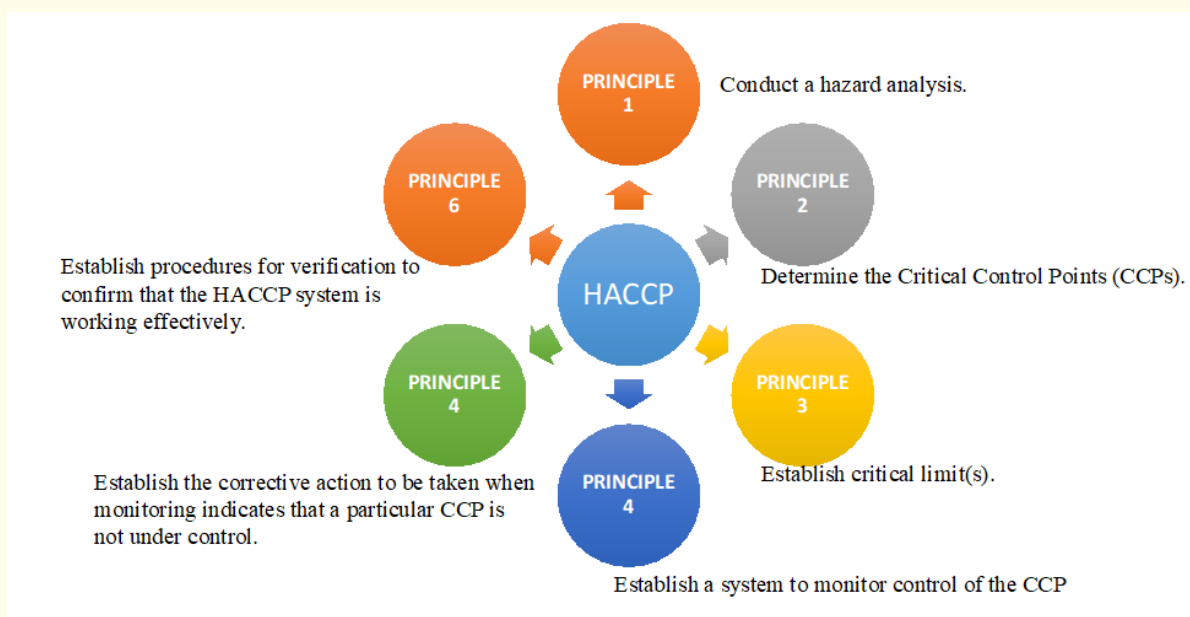 PRINCIPLE
1
Conduct a hazard analysis.
PRINCIPLE
2
Determine the Critical Control Points (CCPs).
PRINCIPLE
3
Establish critical limit(s).
PRINCIPLE
4
Establish a system to monitor control of the CCP
PRINCIPLE
4
Establish the corrective action to be taken when
monitoring indicates that a particular CCP is
not under control.
PRINCIPLE
6
Establish procedures for verification to
confirm that the HACCP system is
working effectively.
HACCP